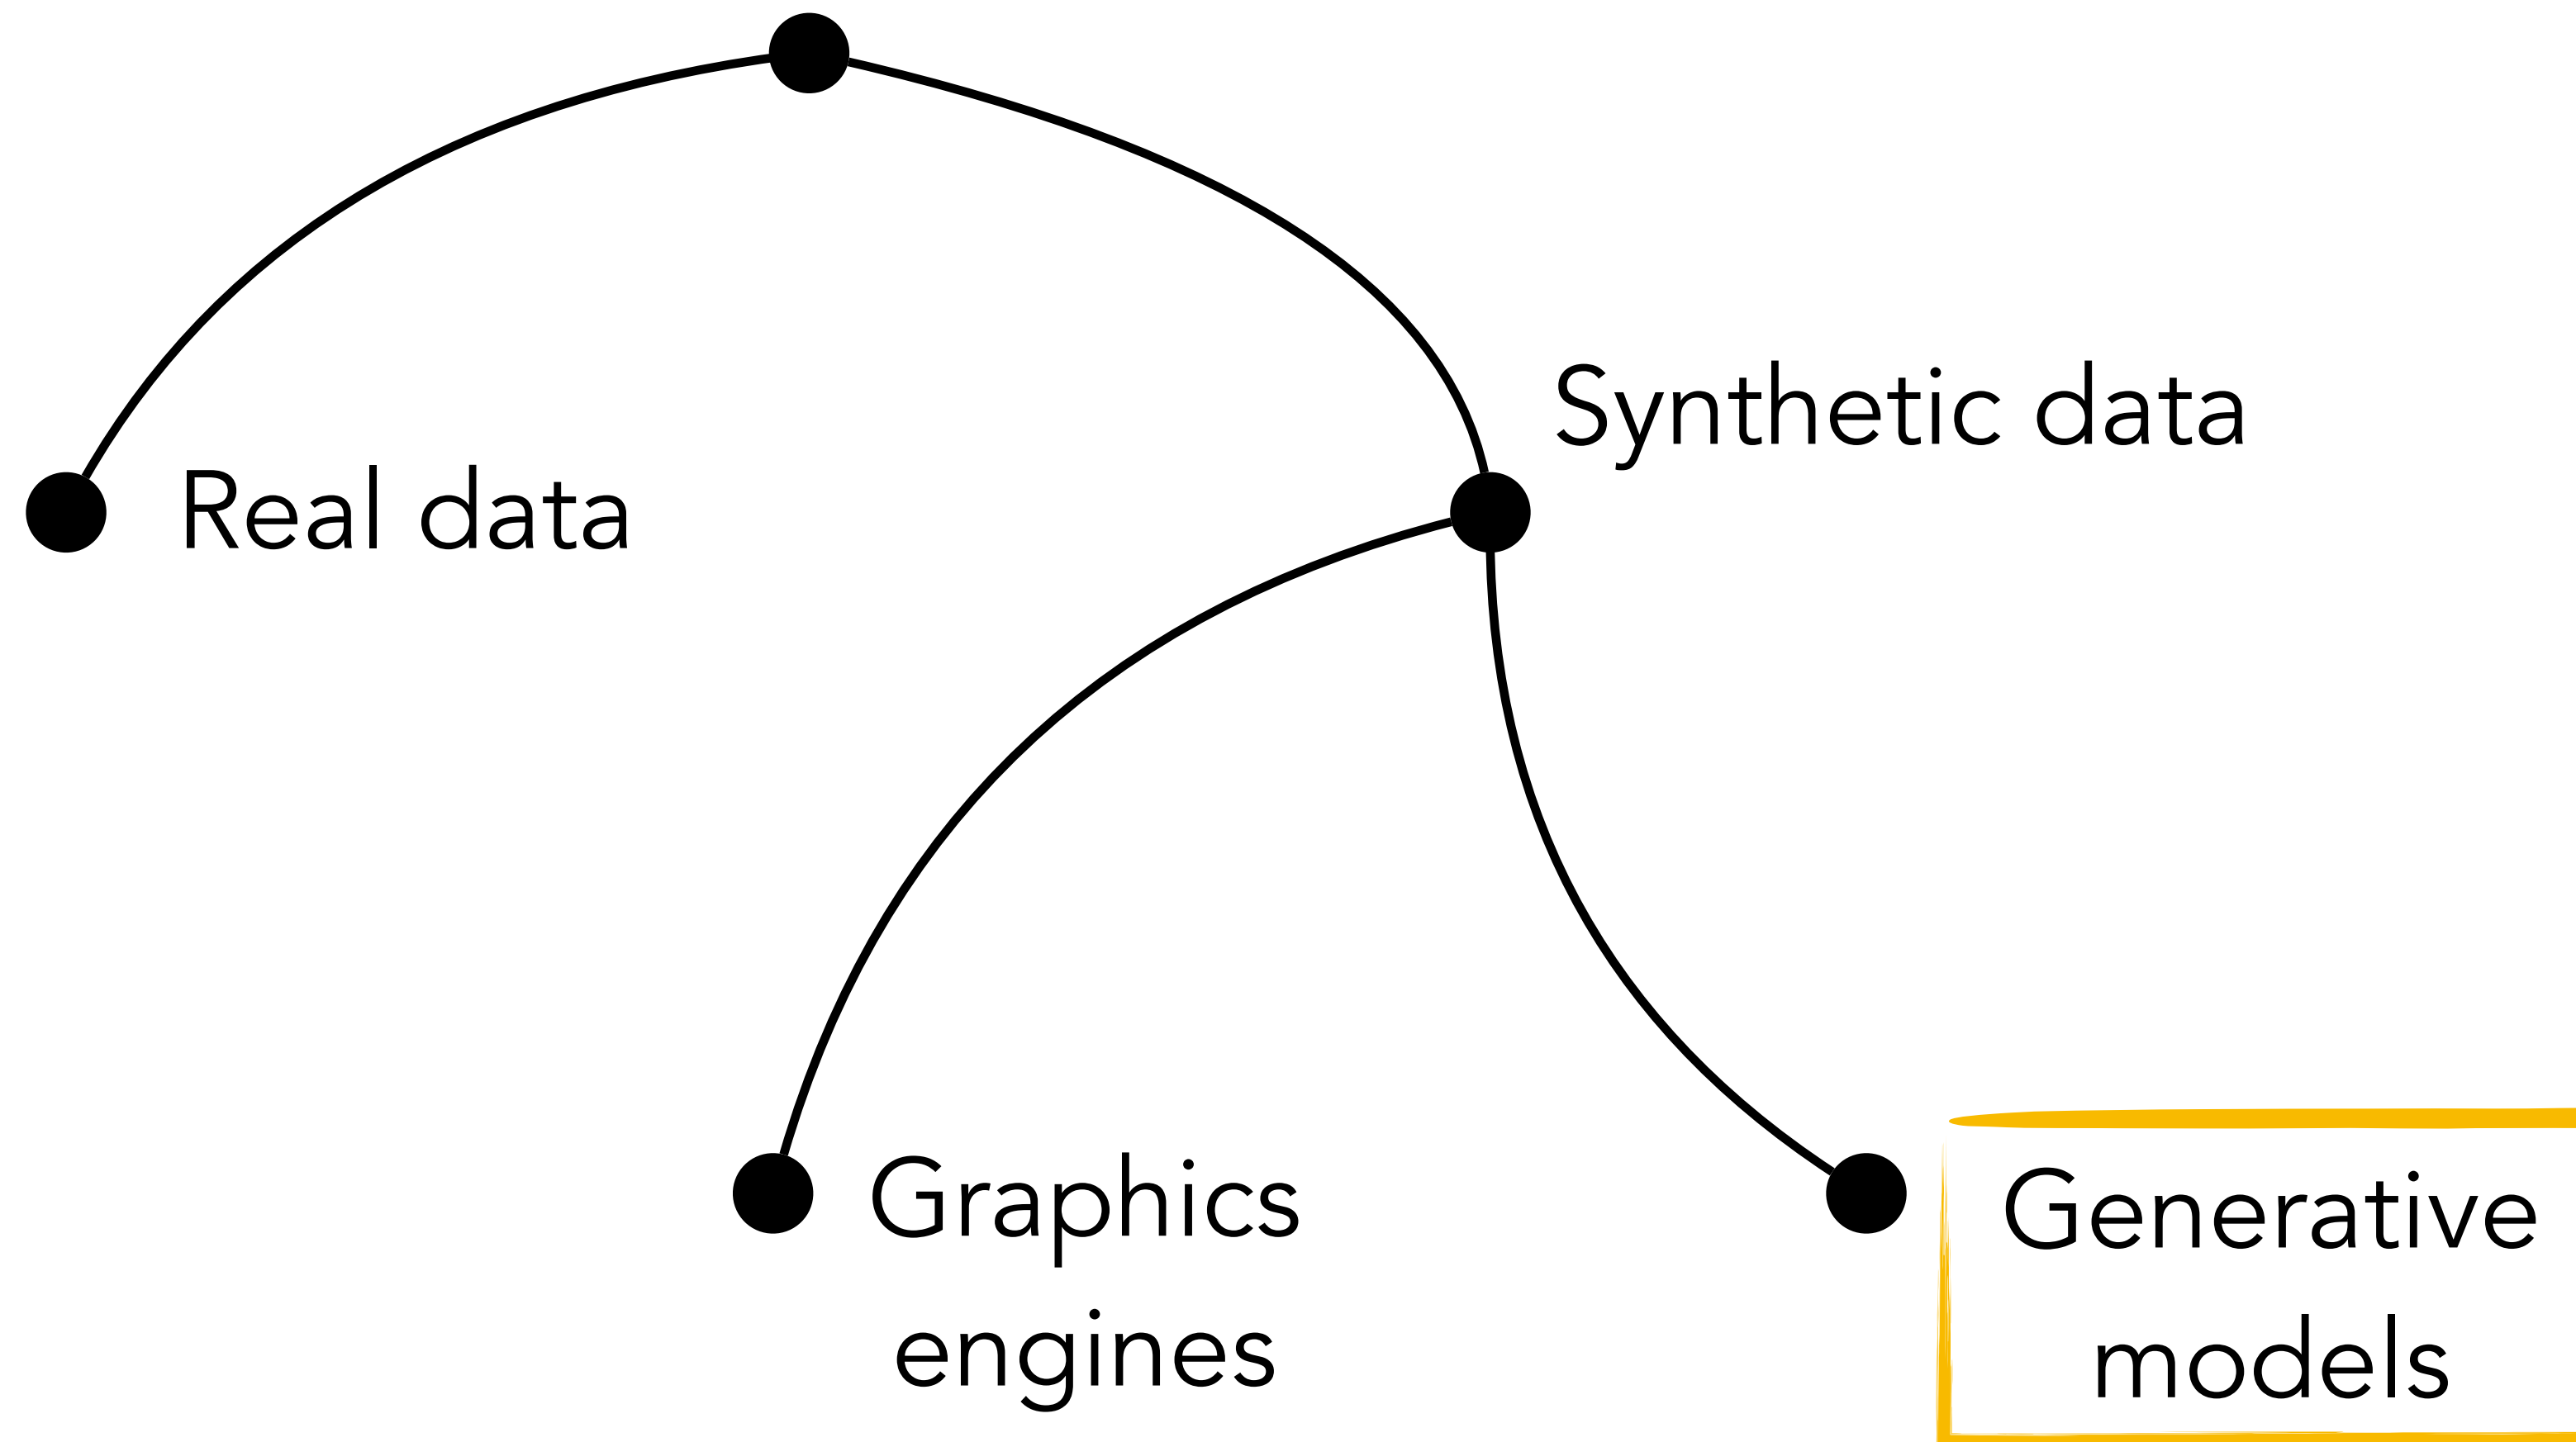 Synthetic data
Real data
Graphics
engines
Generative
models